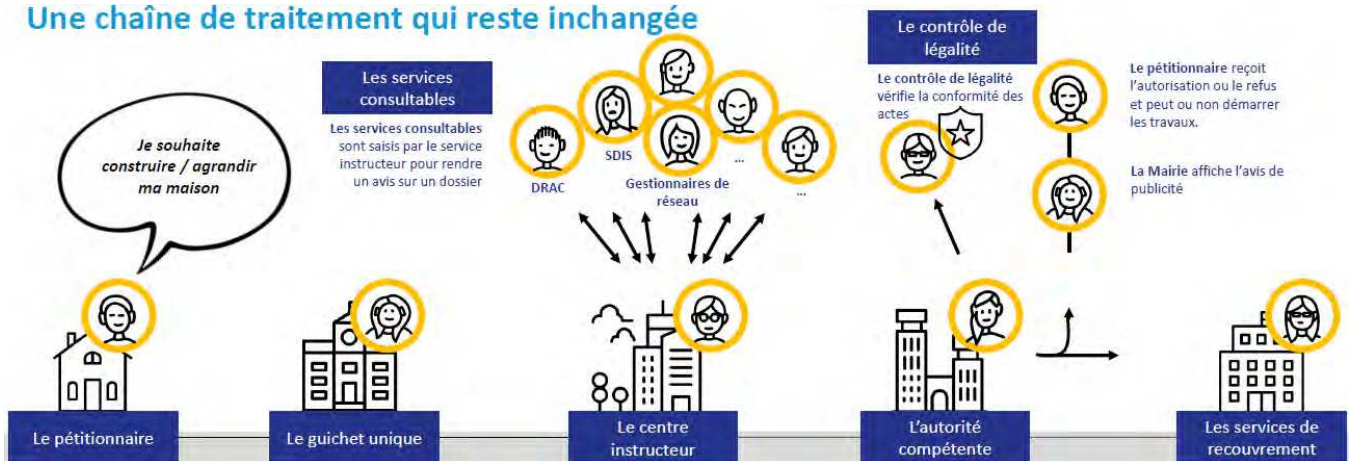 Une chaîne de traitement qui reste inchangée
Je souhaite
construire / agrandir
ma maison
Les services
consultables
Les services consultables
sont saisis par le service
instructeur pour rendre
un avis sur un dossier
DRAC
SDIS
Gestionnaires de
réseau
...
...
Le contrôle de
légalité
Le contrôle de légalité
vérifie la conformité des
actes
Le pétitionnaire reçoit
l'autorisation ou le refus
et peut ou non démarrer
les travaux.
La Mairie affiche l'avis de
publicité
Le pétitionnaire
Le guichet unique
Le centre
instructeur
L'autorité
compétente
Les services de
recouvrement